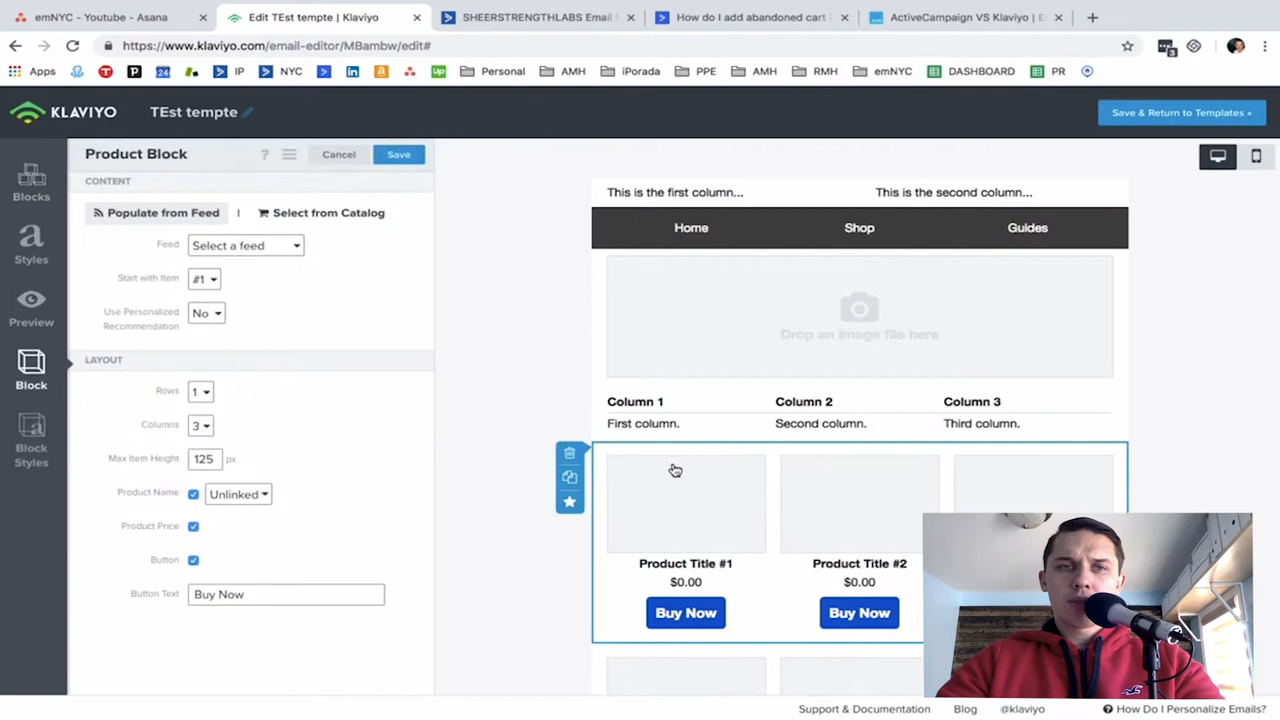 emNYC - Youtube - Asana
Edit TEst tempte | Klaviyo
SHEERSTRENGTHLABS Email
How do I add abandoned cart
ActiveCampaign VS Klaviyo | E
https://www.klaviyo.com/email-editor/MBambw/edit#
3
Apps
24
IP
NYC
Up
Personal
AMH
iPorada
PPE
AMH
RMH
emNYC
DASHBOARD
PR
KLAVIYO
TEst tempte
Save & Return to Templates »
Blocks
Styles
Preview
Block
Block Styles
Product Block
?
Cancel
Save
CONTENT
Populate from Feed | Select from Catalog
Feed Select a feed
Start with Item #1
Use Personalized Recommendation No
LAYOUT
Rows 1
Columns 3
Max Item Height 125 px
Product Name Unlinked
Product Price
Button
Button Text Buy Now
This is the first column... This is the second column...
Home Shop Guides
Drop an image file here
Column 1 Column 2 Column 3
First column. Second column. Third column.
Product Title #1 Product Title #2
$0.00 $0.00
Buy Now Buy Now
Support & Documentation Blog @klaviyo How Do I Personalize Emails?